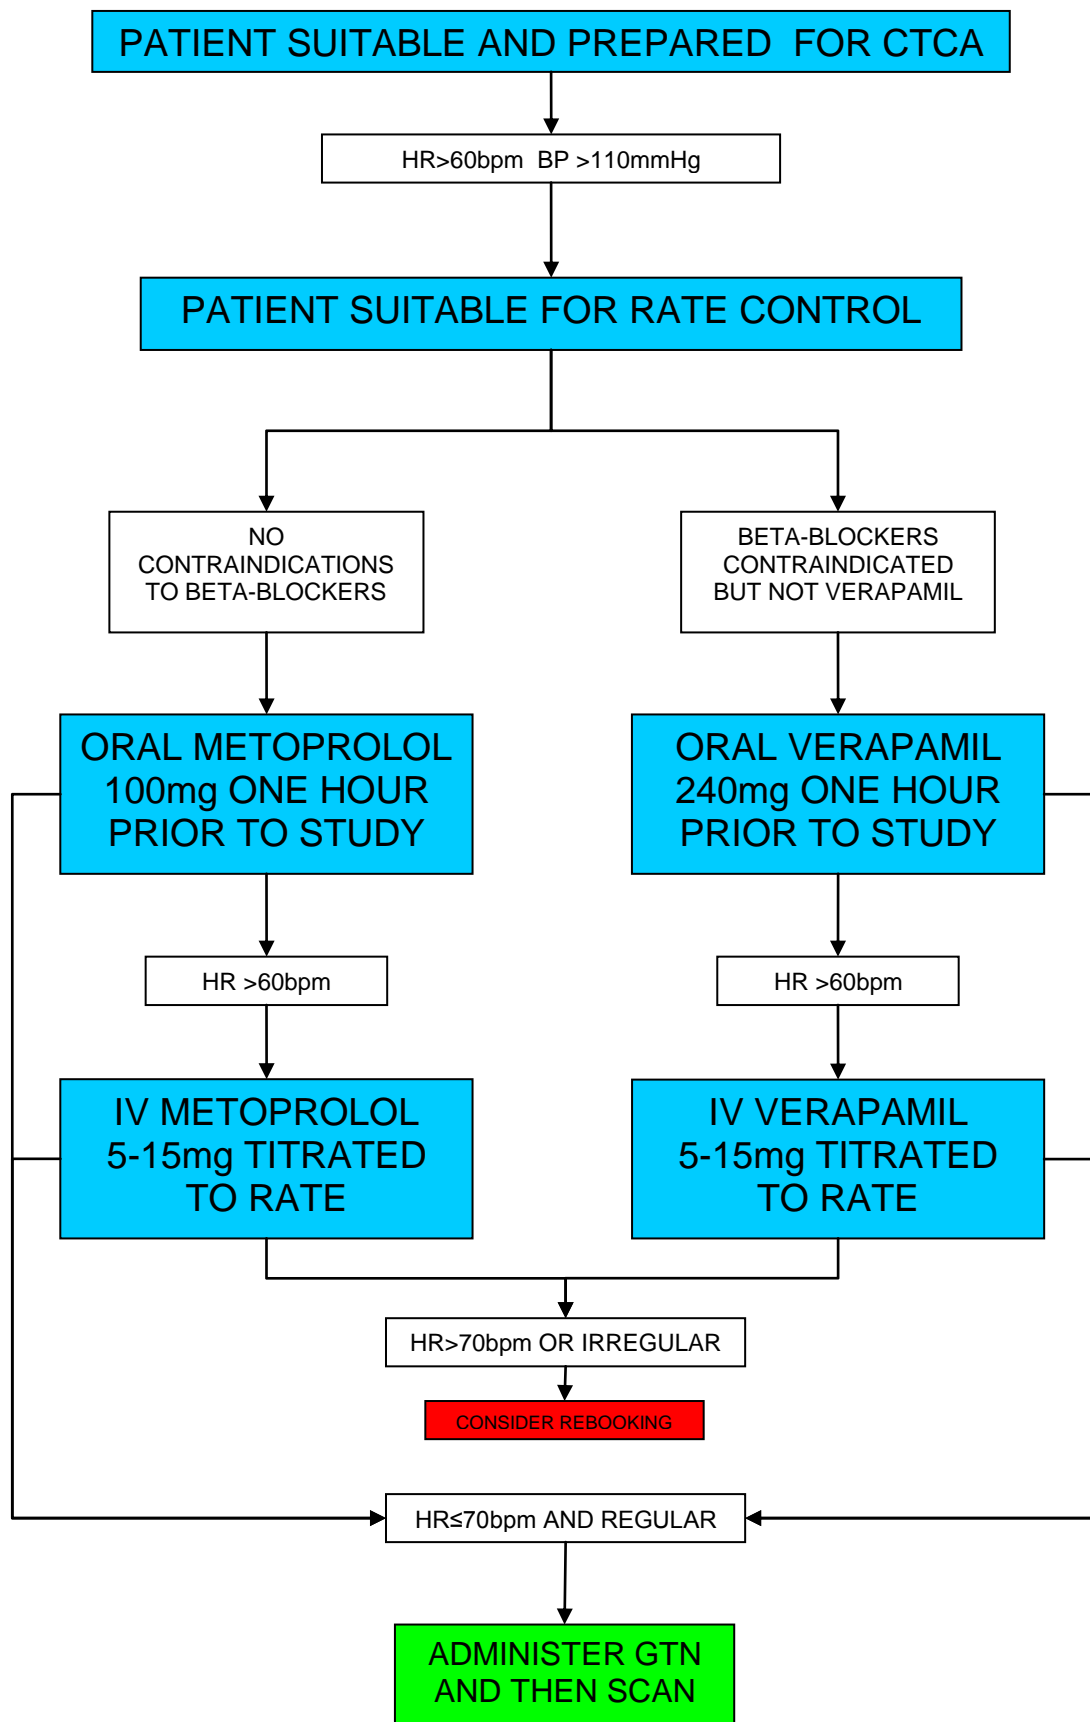 PATIENT SUITABLE AND PREPARED  FOR CTCA
HR>60bpm  BP >110mmHg
PATIENT SUITABLE FOR RATE CONTROL
NO
CONTRAINDICATIONS
TO BETA-BLOCKERS
BETA-BLOCKERS
CONTRAINDICATED
BUT NOT VERAPAMIL
ORAL METOPROLOL
100mg ONE HOUR
PRIOR TO STUDY
ORAL VERAPAMIL
240mg ONE HOUR
PRIOR TO STUDY
HR >60bpm
HR >60bpm
IV METOPROLOL
5-15mg TITRATED
TO RATE
IV VERAPAMIL
5-15mg TITRATED
TO RATE
HR>70bpm OR IRREGULAR
CONSIDER REBOOKING
HR≤70bpm AND REGULAR
ADMINISTER GTN
AND THEN SCAN